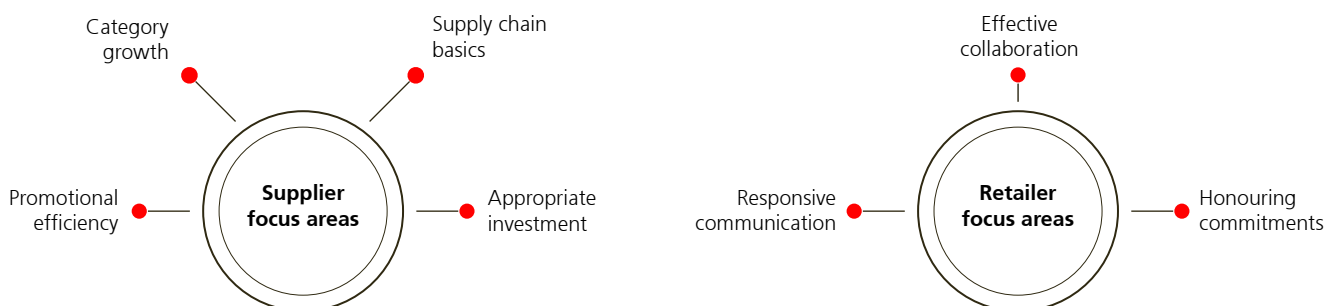 Category
growth
Supply chain
basics
Promotional
efficiency
Supplier
focus areas
Appropriate
investment
Effective
collaboration
Responsive
communication
Retailer
focus areas
Honouring
commitments